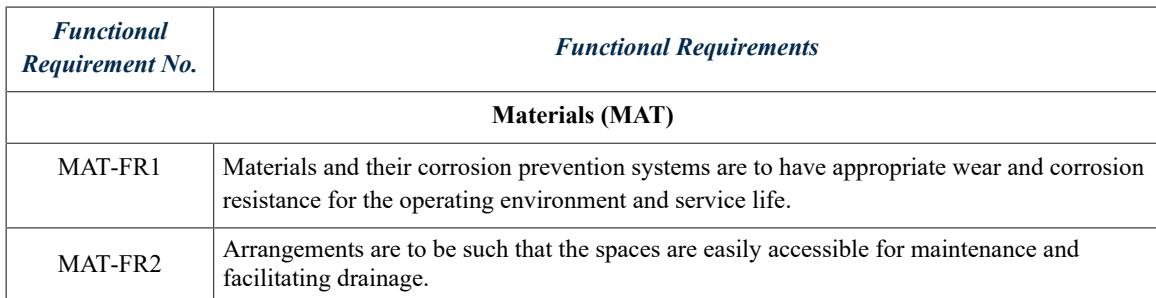 Functional
Requirement No.
Functional Requirements
Materials (MAT)
MAT-FR1
Materials and their corrosion prevention systems are to have appropriate wear and corrosion
resistance for the operating environment and service life.
MAT-FR2
Arrangements are to be such that the spaces are easily accessible for maintenance and
facilitating drainage.